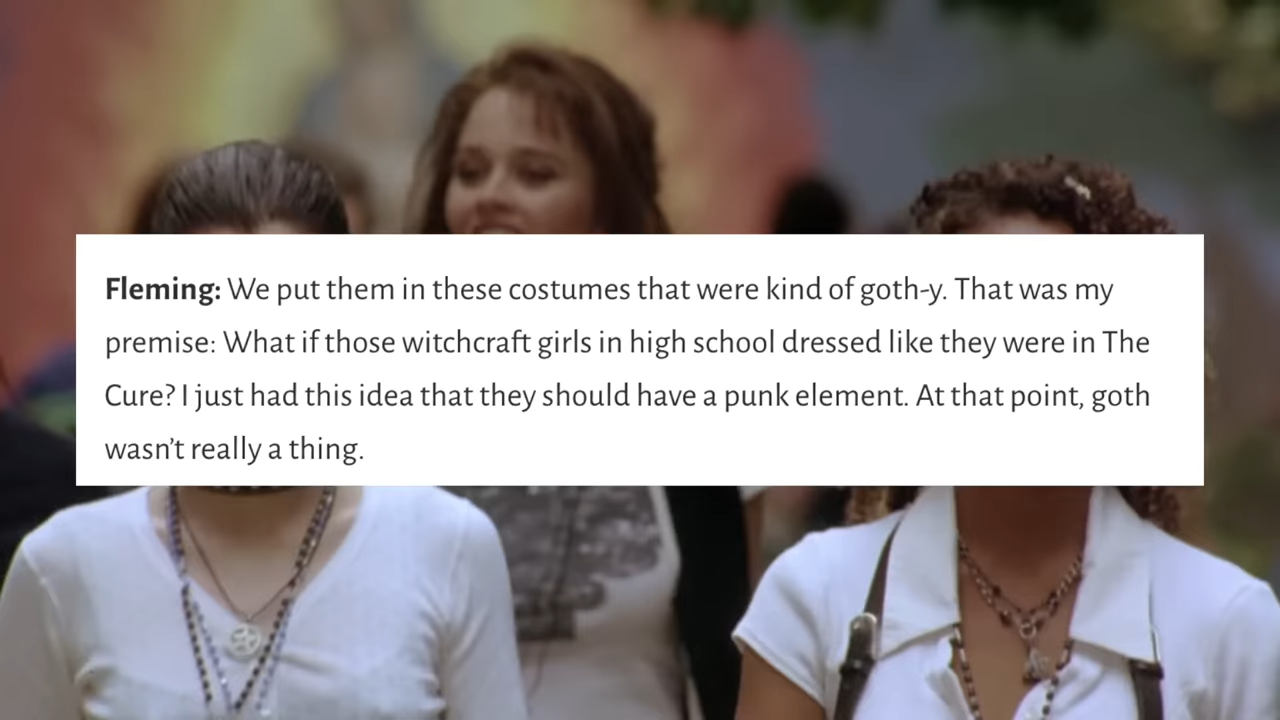 Fleming: We put them in these costumes that were kind of goth-y. That was my
premise: What if those witchcraft girls in high school dressed like they were in The
Cure? I just had this idea that they should have a punk element. At that point, goth
wasn’t really a thing.